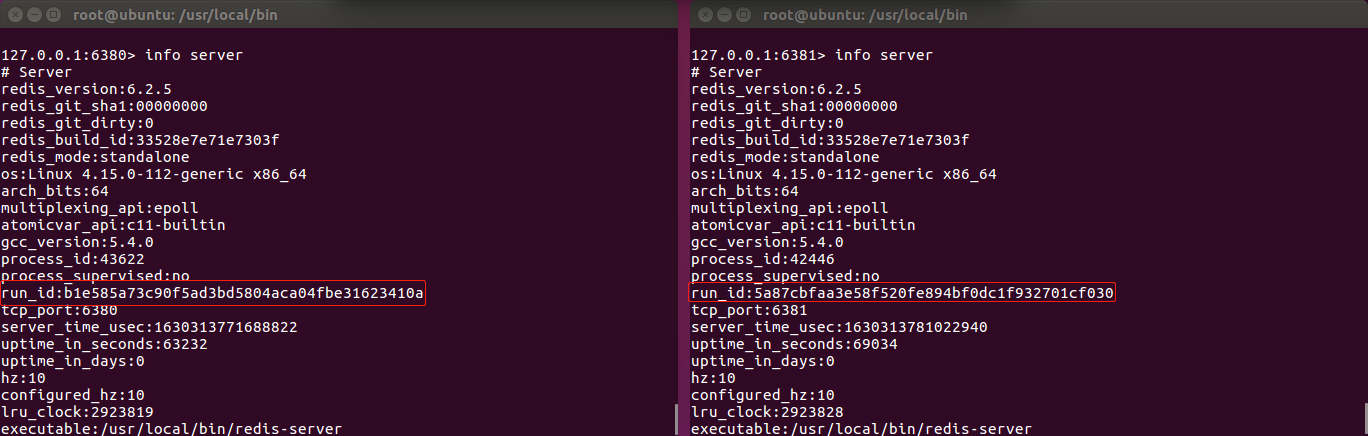 root@ubuntu: /usr/local/bin
127.0.0.1:6380> info server
# Server
redis_version:6.2.5
redis_git_sha1:00000000
redis_git_dirty:0
redis_build_id:33528e7e71e7303f
redis_mode:standalone
os:Linux 4.15.0-112-generic x86_64
arch_bits:64
multiplexing_api:epoll
atomicvar_api:c11-builtin
gcc_version:5.4.0
process_id:43622
process_supervised:no
run_id:b1e585a73c90f5ad3bd5804aca04fbe31623410a
tcp_port:6380
server_time_usec:1630313771688822
uptime_in_seconds:63232
uptime_in_days:0
hz:10
configured_hz:10
lru_clock:2923819
executable:/usr/local/bin/redis-server
root@ubuntu: /usr/local/bin
127.0.0.1:6381> info server
# Server
redis_version:6.2.5
redis_git_sha1:00000000
redis_git_dirty:0
redis_build_id:33528e7e71e7303f
redis_mode:standalone
os:Linux 4.15.0-112-generic x86_64
arch_bits:64
multiplexing_api:epoll
atomicvar_api:c11-builtin
gcc_version:5.4.0
process_id:42446
process_supervised:no
run_id:5a87cbfaa3e58f520fe894bf0dc1f932701cf030
tcp_port:6381
server_time_usec:1630313781022940
uptime_in_seconds:69034
uptime_in_days:0
hz:10
configured_hz:10
lru_clock:2923828
executable:/usr/local/bin/redis-server